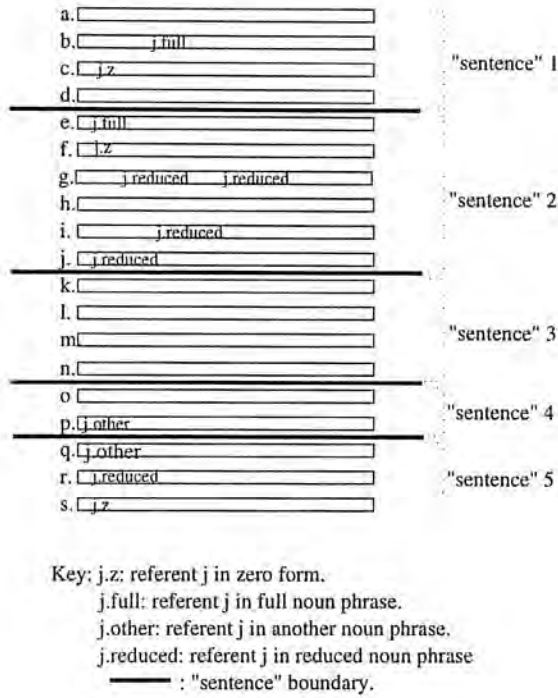 a.
b. j.full
"sentence" 1
c. j.z
d.
e. j.full
f. j.z
g. j.reduced j.reduced
h.
"sentence" 2
i. j.reduced
j. j.reduced
k.
l.
m
"sentence" 3
n.
o
"sentence" 4
p. j.other
q. j.other
r. j.reduced
"sentence" 5
s. j.z
Key: j.z: referent j in zero form.
j.full: referent j in full noun phrase.
j.other: referent j in another noun phrase.
j.reduced: referent j in reduced noun phrase
: "sentence" boundary.